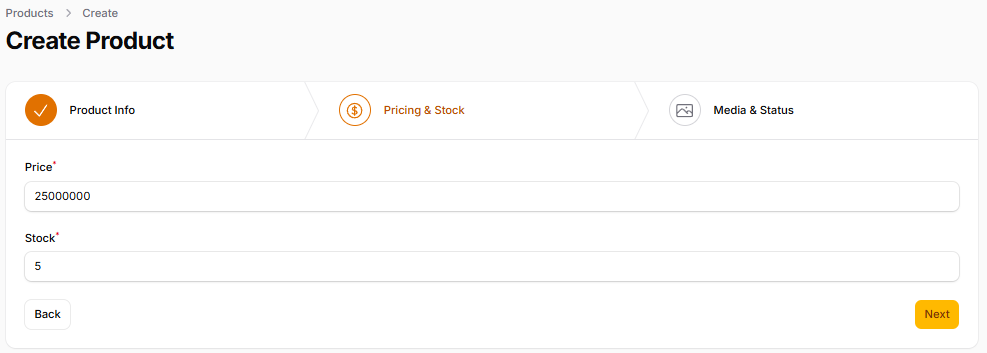 Products > Create
Create Product
Product Info
Pricing & Stock
Media & Status
Price*
25000000
Stock*
5
Back
Next